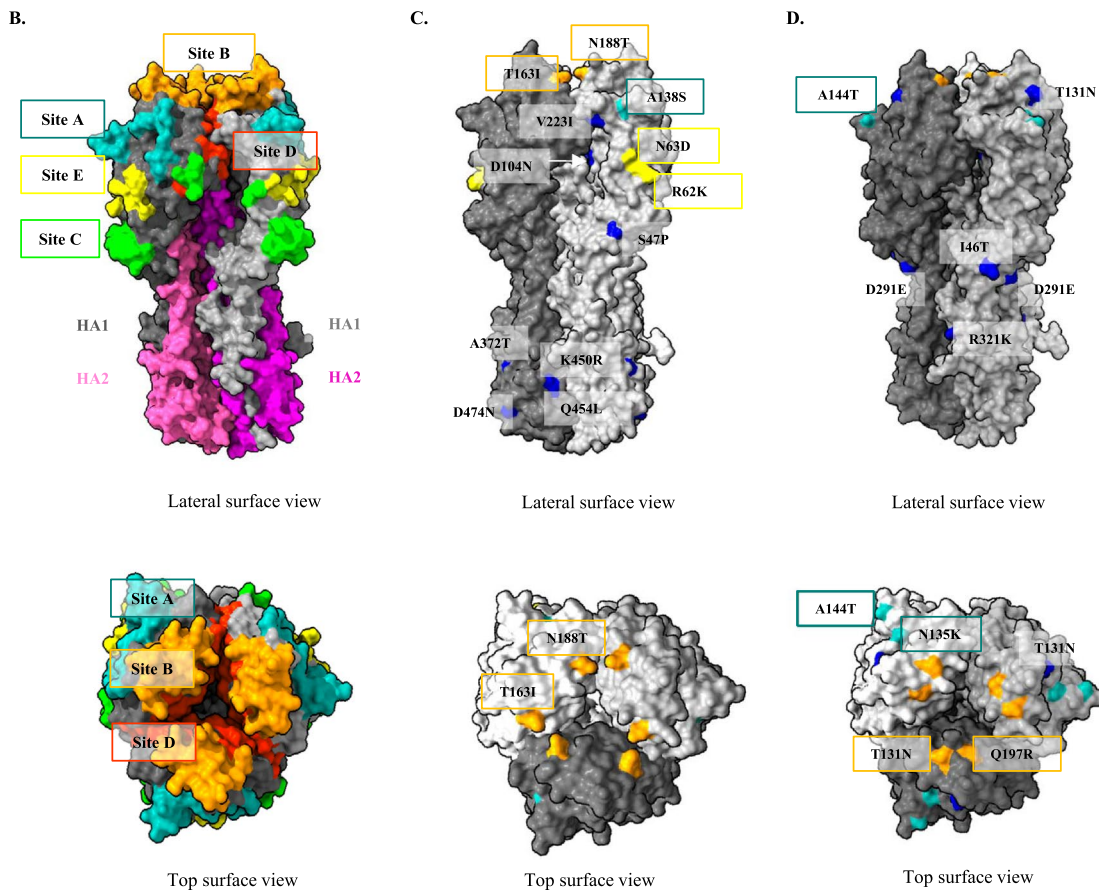 B.
Site B
Site A
Site D
Site E
Site C
HA1
HA1
HA2
HA2
Lateral surface view
Site A
Site B
Site D
Top surface view
C.
N188T
T163I
A138S
V223I
N63D
D104N
R62K
S47P
A372T
K450R
D474N
Q454L
Lateral surface view
N188T
T163I
Top surface view
D.
A144T
T131N
I46T
D291E
D291E
R321K
Lateral surface view
A144T
N135K
T131N
T131N
Q197R
Top surface view